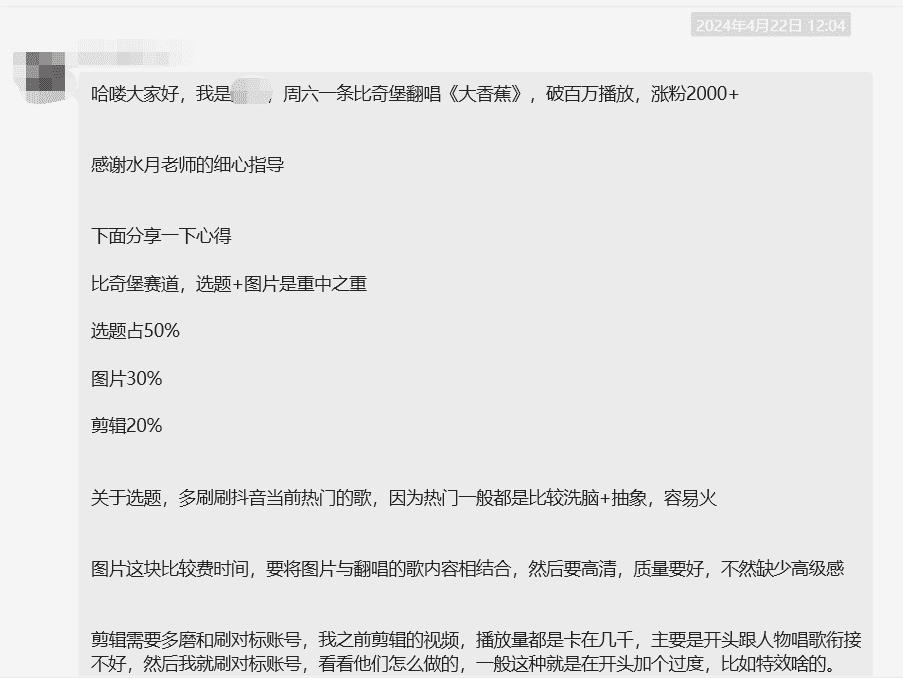 2024年4月22日 12:04
哈喽大家好，我是，周六一条比奇堡翻唱《大香蕉》，破百万播放，涨粉2000+
感谢水月老师的细心指导
下面分享一下心得
比奇堡赛道，选题+图片是重中之重
选题占50%
图片30%
剪辑20%
关于选题，多刷刷抖音当前热门的歌，因为热门一般都是比较洗脑+抽象，容易火
图片这块比较费时间，要将图片与翻唱的歌内容相结合，然后要高清，质量要好，不然缺少高级感
剪辑需要多磨和刷对标账号，我之前剪辑的视频，播放量都是卡在几千，主要是开头跟人物唱歌衔接
不好，然后我就刷对标账号，看看他们怎么做的，一般这种就是在开头加个过度，比如特效啥的。